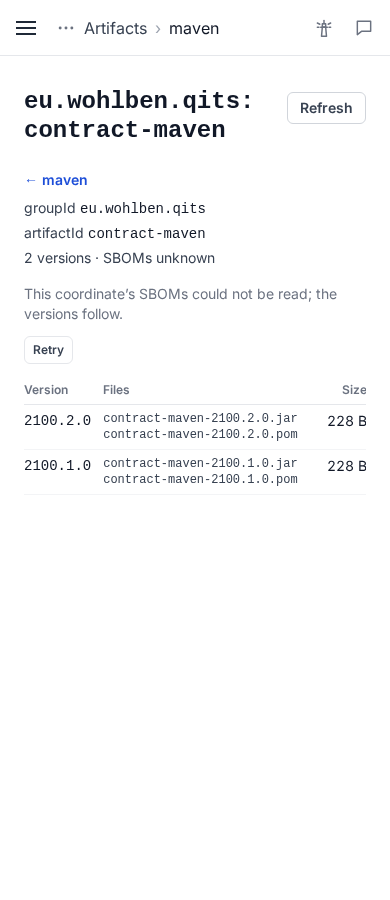 ··· Artifacts › maven
eu.wohlben.qits:
contract-maven
Refresh
← maven
groupId eu.wohlben.qits
artifactId contract-maven
2 versions · SBOMs unknown
This coordinate's SBOMs could not be read; the
versions follow.
Retry
Version Files Size
2100.2.0 contract-maven-2100.2.0.jar 228 B
contract-maven-2100.2.0.pom
2100.1.0 contract-maven-2100.1.0.jar 228 B
contract-maven-2100.1.0.pom